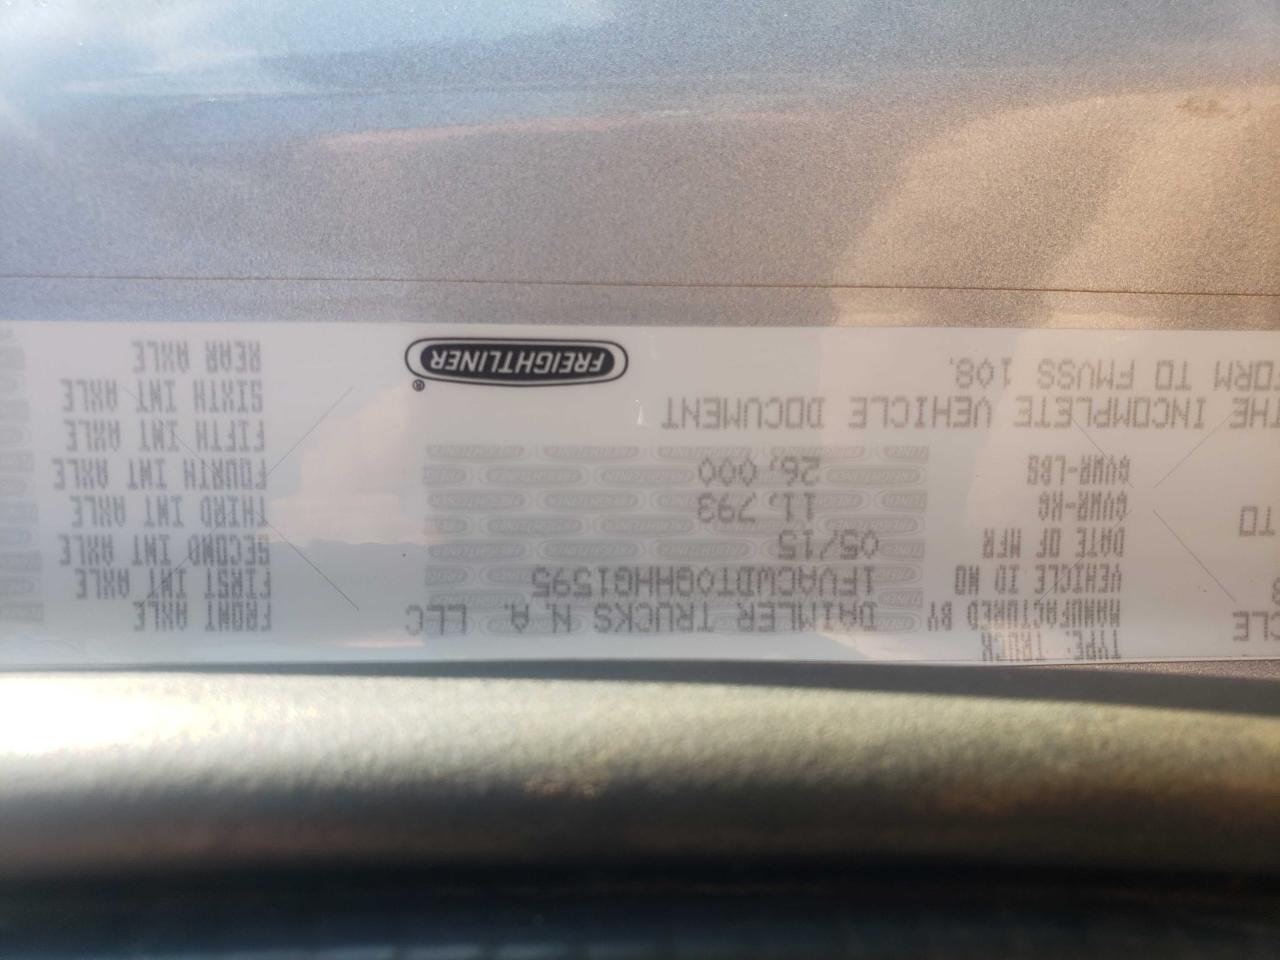 TYPE: TRUCK
MANUFACTURED BY DAIMLER TRUCKS N.A. LLC
VEHICLE ID NO 1FVACWDT0GHHG1595
DATE OF MFR 05/15
GVWR-KG 11,793
GVWR-LBS 26,000
TO
THE INCOMPLETE VEHICLE DOCUMENT
FORM TO FMVSS 108.
FREIGHTLINER®
FRONT AXLE
FIRST INT AXLE
SECOND INT AXLE
THIRD INT AXLE
FOURTH INT AXLE
FIFTH INT AXLE
SIXTH INT AXLE
REAR AXLE